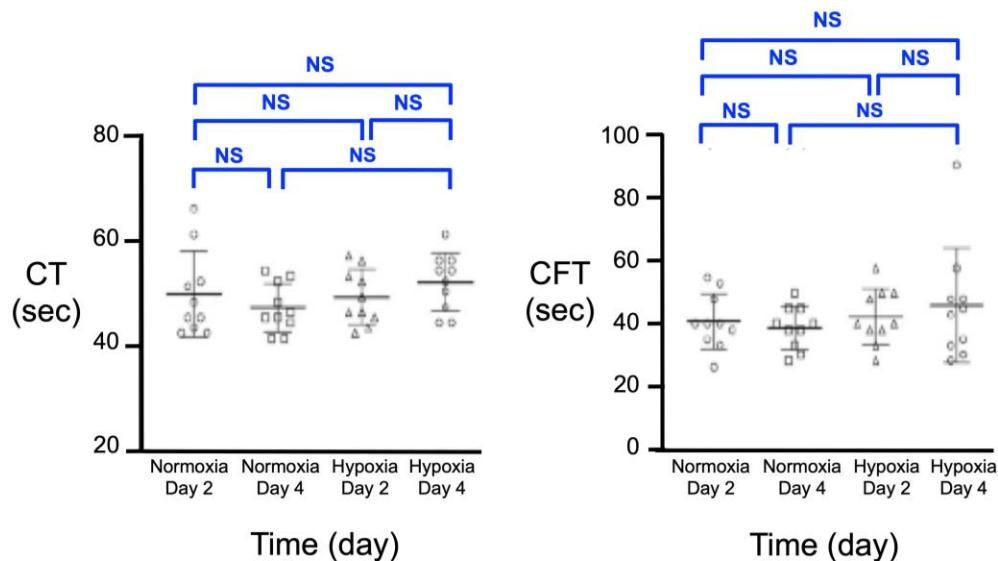 NS
NS
NS
NS
NS
80
60
40
20
CT
(sec)
Normoxia
Day 2
Normoxia
Day 4
Hypoxia
Day 2
Hypoxia
Day 4
Time (day)
NS
NS
NS
NS
NS
100
80
60
40
20
0
CFT
(sec)
Normoxia
Day 2
Normoxia
Day 4
Hypoxia
Day 2
Hypoxia
Day 4
Time (day)